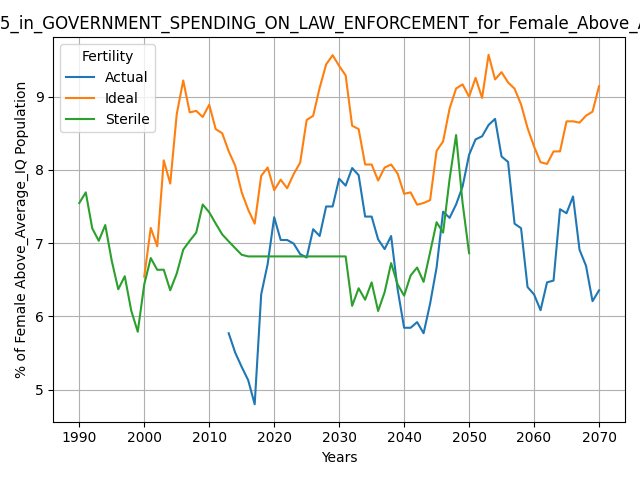 5_in_GOVERNMENT_SPENDING_ON_LAW_ENFORCEMENT_for_Female_Above_
Fertility
Actual
Ideal
Sterile
% of Female Above_Average_IQ Population
9
8
7
6
5
1990 2000 2010 2020 2030 2040 2050 2060 2070
Years